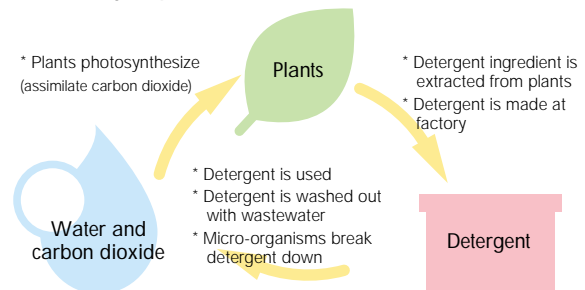 * Plants photosynthesize
(assimilate carbon dioxide)
Plants
* Detergent ingredient is
extracted from plants
* Detergent is made at
factory
* Detergent is used
* Detergent is washed out
with wastewater
* Micro-organisms break
detergent down
Water and
carbon dioxide
Detergent